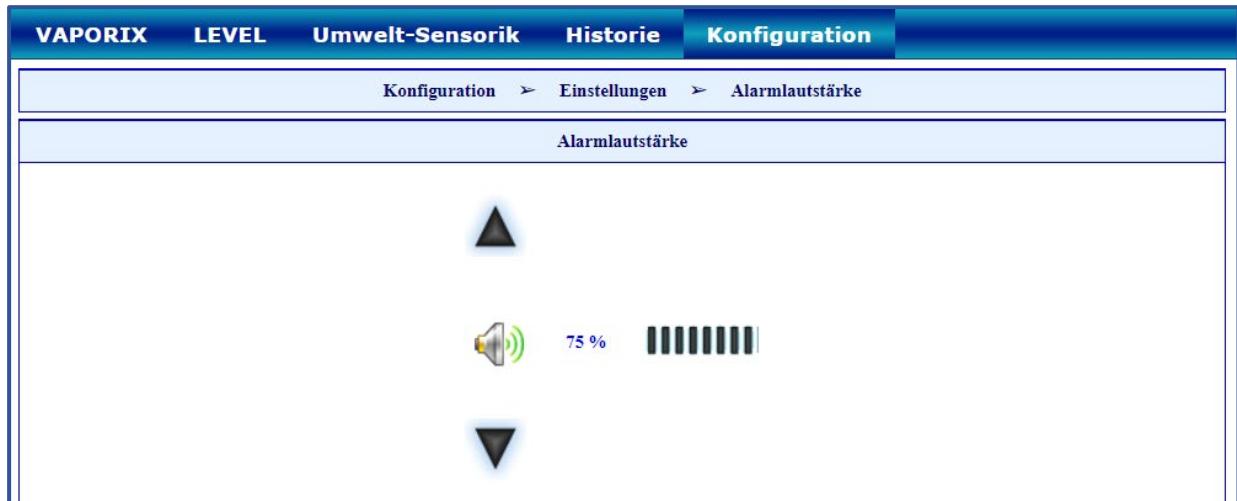 VAPORIX LEVEL Umwelt-Sensorik Historie Konfiguration
Konfiguration ➢ Einstellungen ➢ Alarmlautstärke
Alarmlautstärke
75 %